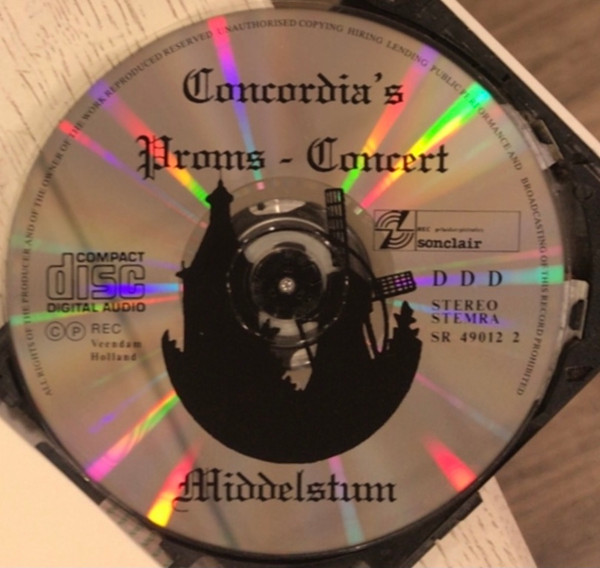 ALL RIGHTS OF THE PRODUCER AND OF THE OWNER OF THE WORK REPRODUCED RESERVED UNAUTHORISED COPYING HIRING LENDING PUBLIC PERFORMANCE AND BROADCASTING OF THIS RECORD PROHIBITED
Concordia's
Proms - Concert
REC
sonclair
COMPACT
disc
DIGITAL AUDIO
D D D
STEREO
STEMRA
SR 49012 2
Ⓒ Ⓟ REC
Veendam
Holland
Middelstum